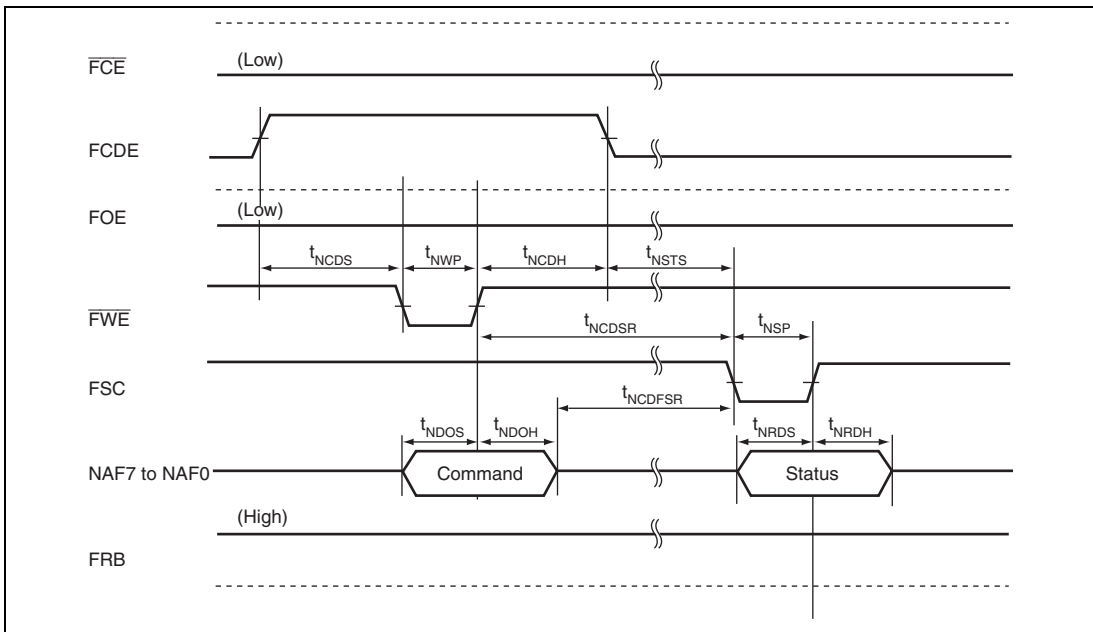 FCE
(Low)
FCDE
FOE
(Low)
tNCDS
tNWP
tNCDH
tNSTS
FWE
tNCDSR
tNSP
FSC
tNCDFSR
tNDOS
tNDOH
tNRDS
tNRDH
NAF7 to NAF0
Command
Status
(High)
FRB